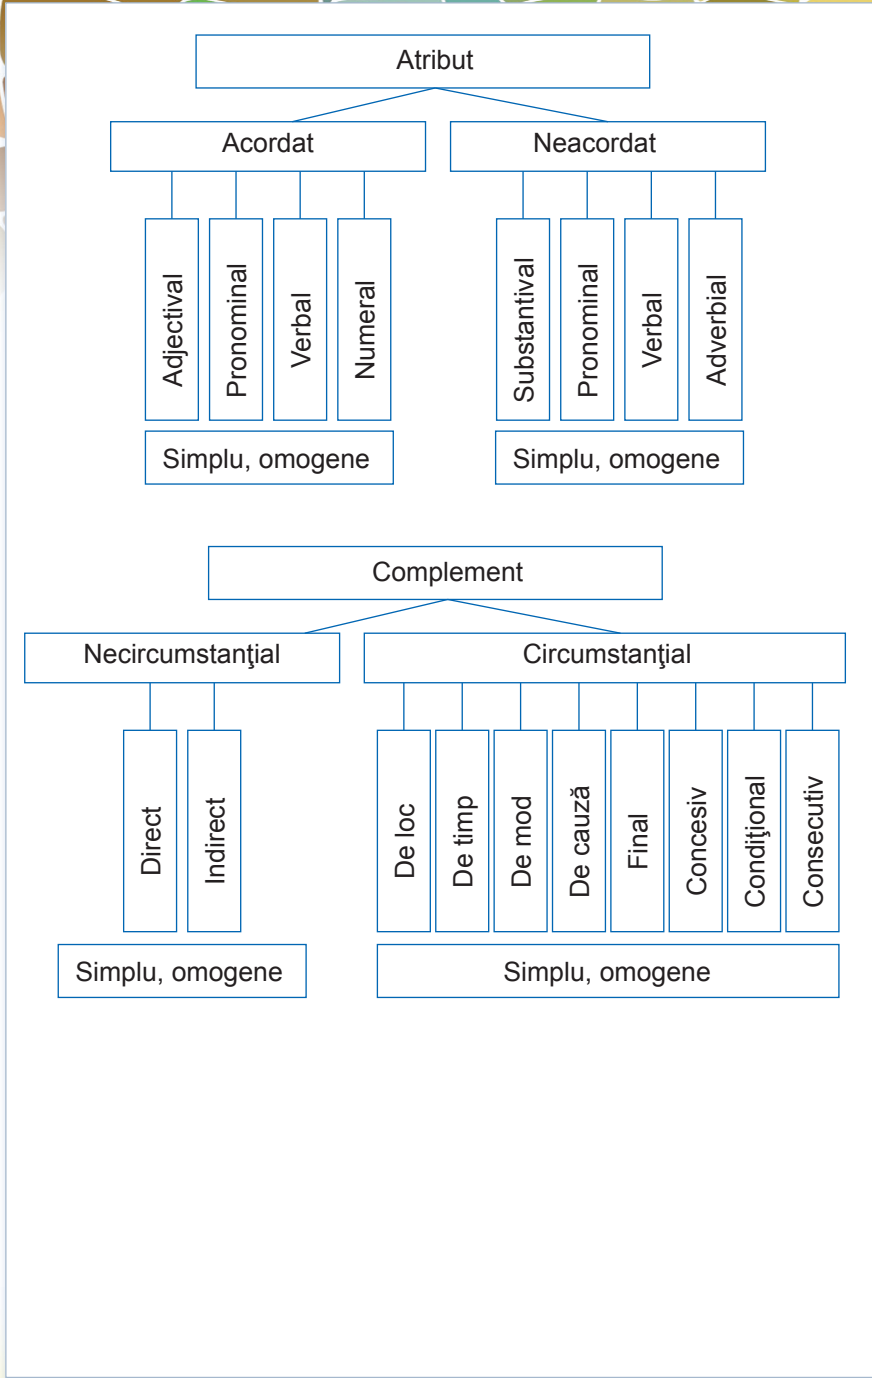 Atribut
Acordat
Neacordat
Adjectival
Pronominal
Verbal
Numeral
Substantival
Pronominal
Verbal
Adverbial
Simplu, omogene
Simplu, omogene
Complement
Necircumstanţial
Circumstanţial
Direct
Indirect
De loc
De timp
De mod
De cauză
Final
Concesiv
Condiţional
Consecutiv
Simplu, omogene
Simplu, omogene